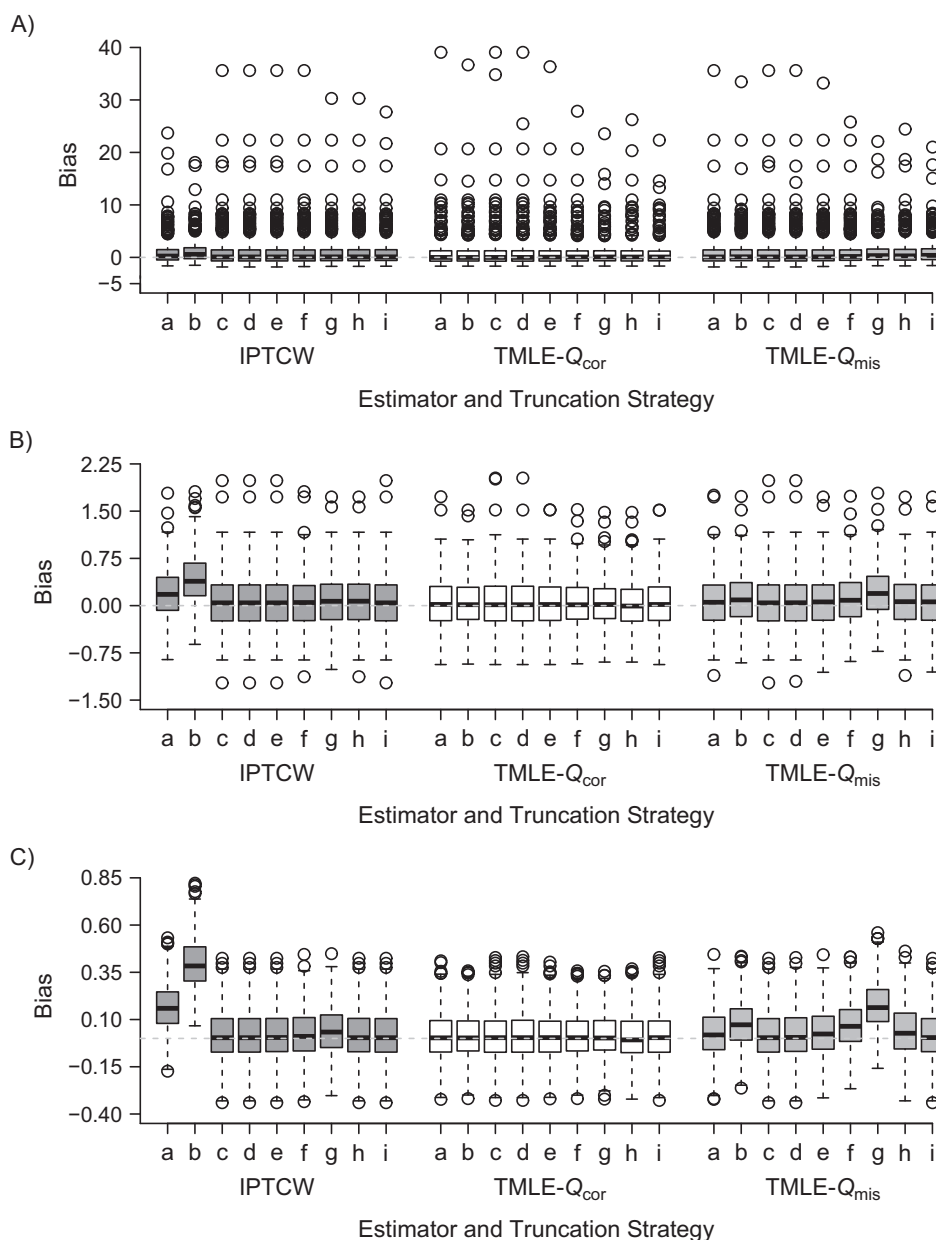 A)
40
30
20
10
0
−5
Bias
a b c d e f g h i a b c d e f g h i a b c d e f g h i
IPTCW TMLE-Qcor TMLE-Qmis
Estimator and Truncation Strategy
B)
2.25
1.50
0.75
0.00
−0.75
−1.50
Bias
a b c d e f g h i a b c d e f g h i a b c d e f g h i
IPTCW TMLE-Qcor TMLE-Qmis
Estimator and Truncation Strategy
C)
0.85
0.60
0.35
0.10
−0.15
−0.40
Bias
a b c d e f g h i a b c d e f g h i a b c d e f g h i
IPTCW TMLE-Qcor TMLE-Qmis
Estimator and Truncation Strategy